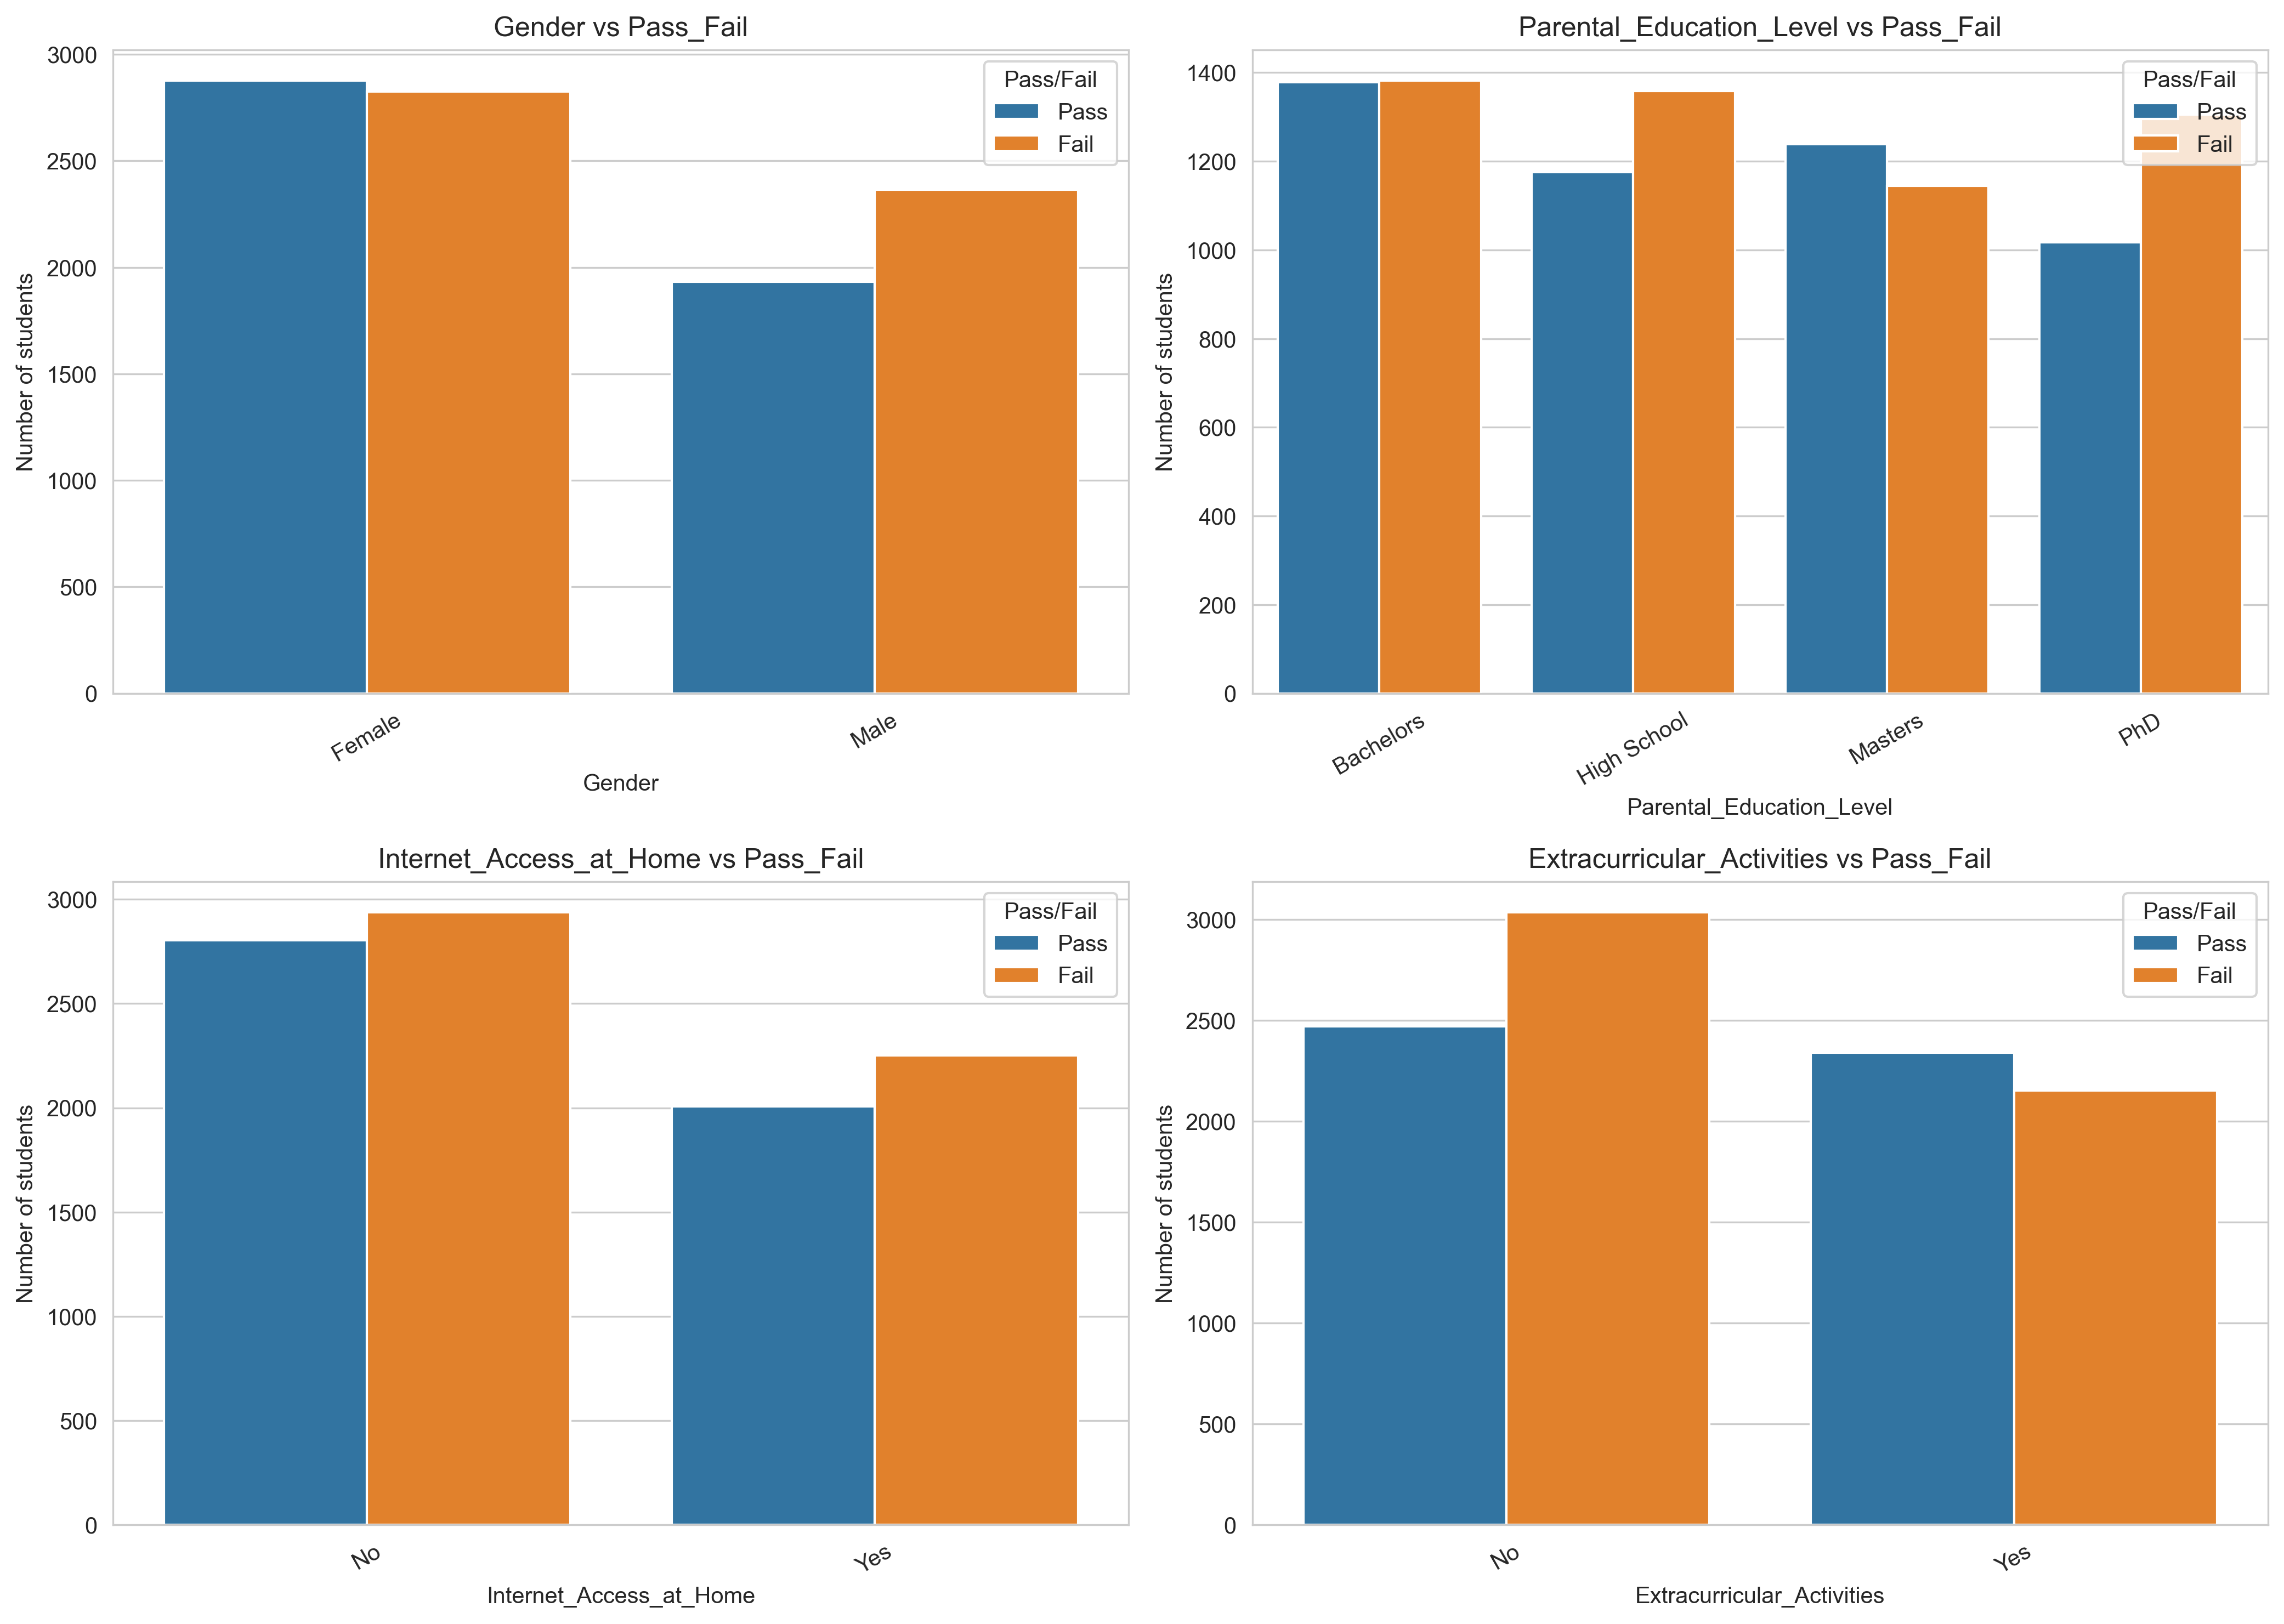 Gender vs Pass_Fail
3000
2500
2000
1500
1000
500
0
Number of students
Pass/Fail
Pass
Fail
Female
Male
Gender
Parental_Education_Level vs Pass_Fail
1400
1200
1000
800
600
400
200
0
Number of students
Pass/Fail
Pass
Fail
Bachelors
High School
Masters
PhD
Parental_Education_Level
Internet_Access_at_Home vs Pass_Fail
3000
2500
2000
1500
1000
500
0
Number of students
Pass/Fail
Pass
Fail
No
Yes
Internet_Access_at_Home
Extracurricular_Activities vs Pass_Fail
3000
2500
2000
1500
1000
500
0
Number of students
Pass/Fail
Pass
Fail
No
Yes
Extracurricular_Activities